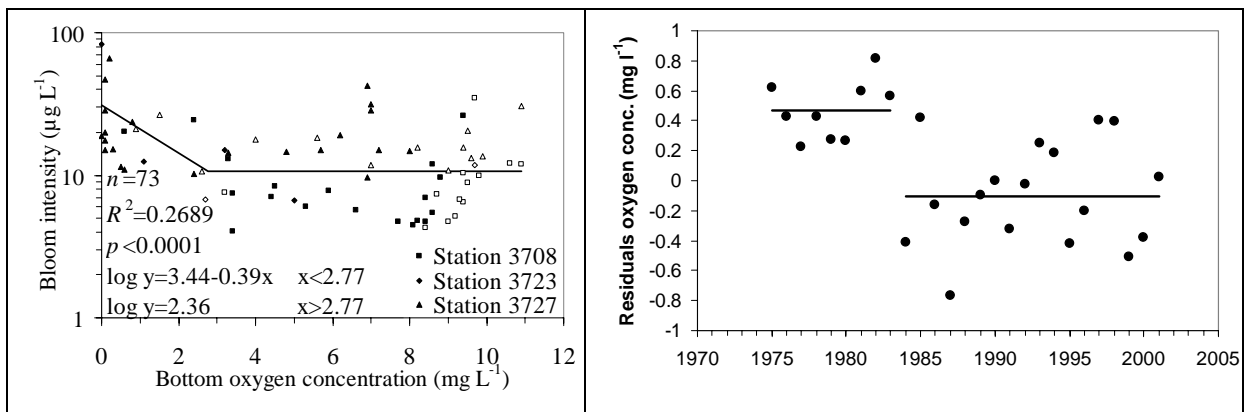 100
10
1
Bloom intensity (µg L-1)
n=73
R2=0.2689
p<0.0001
log y=3.44-0.39x x<2.77
log y=2.36 x>2.77
Station 3708
Station 3723
Station 3727
0 2 4 6 8 10 12
Bottom oxygen concentration (mg L-1)
Residuals oxygen conc. (mg l-1)
1
0.8
0.6
0.4
0.2
0
-0.2
-0.4
-0.6
-0.8
-1
1970 1975 1980 1985 1990 1995 2000 2005